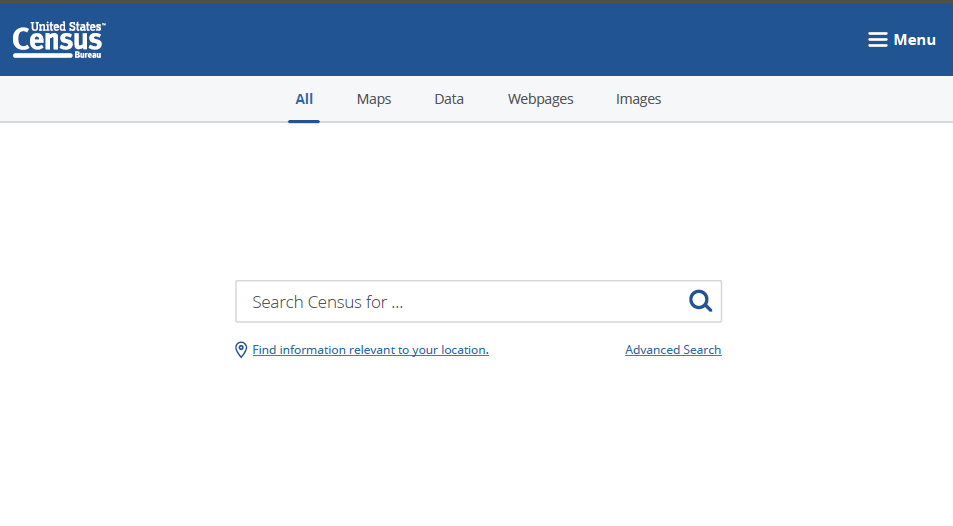 United States™
Census
Bureau
Menu
All Maps Data Webpages Images
Search Census for ...
Find information relevant to your location. Advanced Search